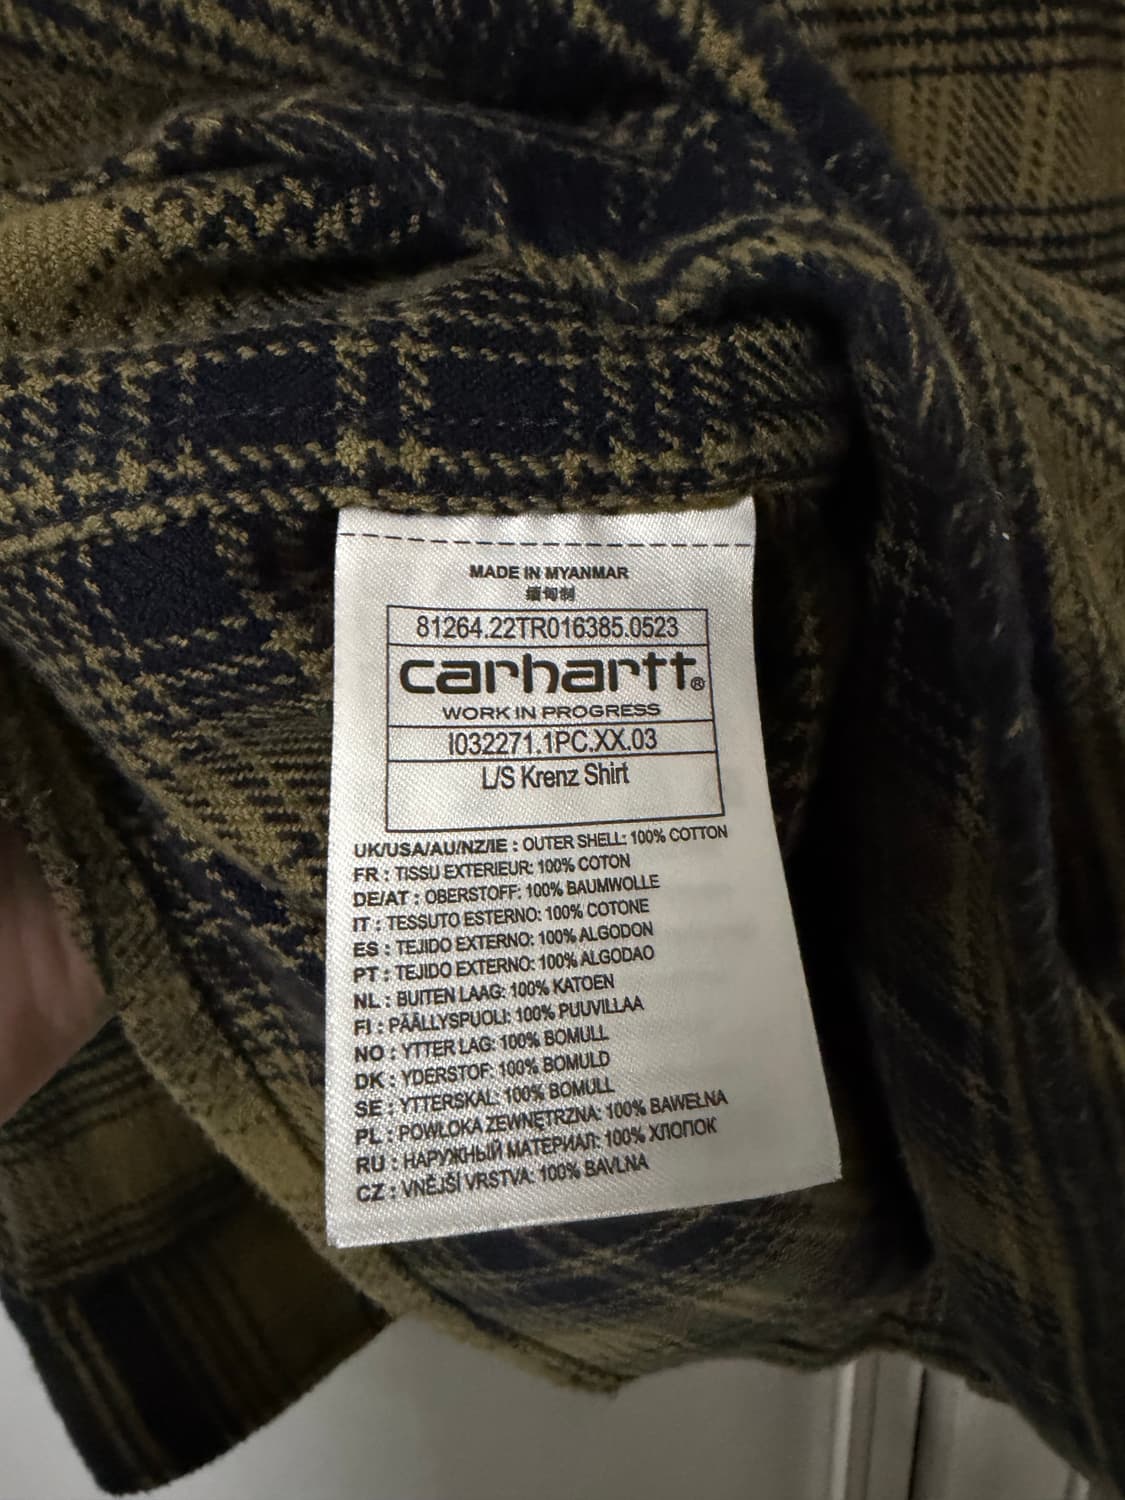 MADE IN MYANMAR
缅甸制
81264.22TR016385.0523
carhartt®
WORK IN PROGRESS
I032271.1PC.XX.03
L/S Krenz Shirt
UK/USA/AU/NZ/IE : OUTER SHELL: 100% COTTON
FR : TISSU EXTERIEUR: 100% COTON
DE/AT : OBERSTOFF: 100% BAUMWOLLE
IT : TESSUTO ESTERNO: 100% COTONE
ES : TEJIDO EXTERNO: 100% ALGODON
PT : TEJIDO EXTERNO: 100% ALGODAO
NL : BUITEN LAAG: 100% KATOEN
FI : PÄÄLLYSPUOLI: 100% PUUVILLAA
NO : YTTER LAG: 100% BOMULL
DK : YDERSTOF: 100% BOMULD
SE : YTTERSKAL: 100% BOMULL
PL : POWŁOKA ZEWNĘTRZNA: 100% BAWEŁNA
RU : НАРУЖНЫЙ МАТЕРИАЛ: 100% ХЛОПОК
CZ : VNĚJŠÍ VRSTVA: 100% BAVLNA